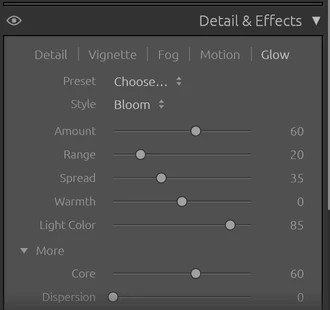 Detail & Effects
Detail | Vignette | Fog | Motion | Glow
Preset Choose...
Style Bloom
Amount 60
Range 20
Spread 35
Warmth 0
Light Color 85
More
Core 60
Dispersion 0